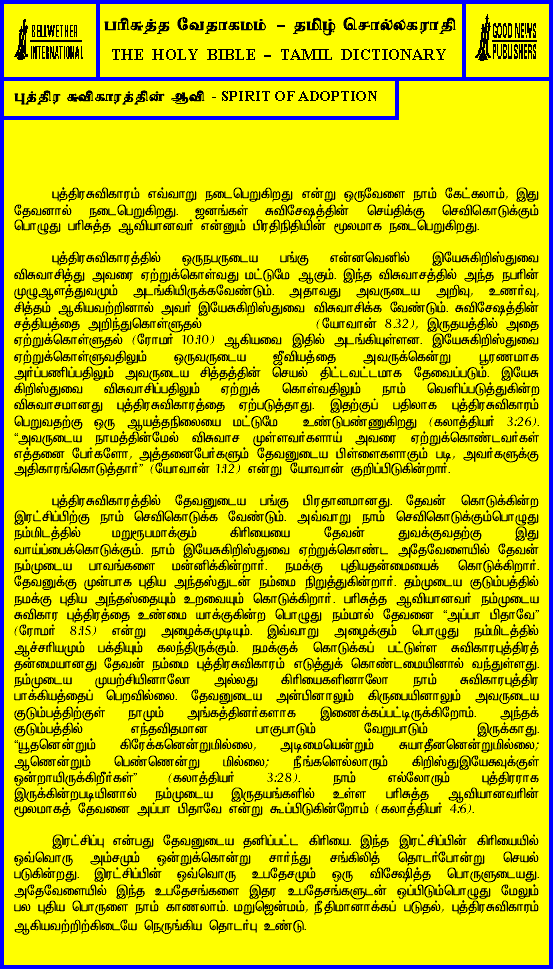 BELLWETHER
INTERNATIONAL
பரிசுத்த வேதாகமம் – தமிழ் சொல்லகராதி
THE HOLY BIBLE – TAMIL DICTIONARY
GOOD NEWS
PUBLISHERS
புத்திர சுவிகாரத்தின் ஆவி - SPIRIT OF ADOPTION
புத்திரசுவிகாரம் எவ்வாறு நடைபெறுகிறது என்று ஒருவேளை நாம் கேட்கலாம், இது
தேவனால் நடைபெறுகிறது. ஜனங்கள் சுவிசேஷத்தின் செய்திக்கு செவிகொடுக்கும்
பொழுது பரிசுத்த ஆவியானவர் என்னும் பிரதிநிதியின் மூலமாக நடைபெறுகிறது.
புத்திரசுவிகாரத்தில் ஒருநபருடைய பங்கு என்னவெனில் இயேசுகிறிஸ்துவை
விசுவாசித்து அவரை ஏற்றுக்கொள்வது மட்டுமே ஆகும். இந்த விசுவாசத்தில் அந்த நபரின்
முழுஆளத்துவமும் அடங்கியிருக்கவேண்டும். அதாவது அவருடைய அறிவு, உணர்வு,
சித்தம் ஆகியவற்றினால் அவர் இயேசுகிறிஸ்துவை விசுவாசிக்க வேண்டும். சுவிசேஷத்தின்
சத்தியத்தை அறிந்துகொள்ளுதல் (யோவான் 8:32), இருதயத்தில் அதை
ஏற்றுக்கொள்ளுதல் (ரோமர் 10:10) ஆகியவை இதில் அடங்கியுள்ளன. இயேசுகிறிஸ்துவை
ஏற்றுக்கொள்ளுவதிலும் ஒருவருடைய ஜீவியத்தை அவருக்கென்று பூரணமாக
அர்ப்பணிப்பதிலும் அவருடைய சித்தத்தின் செயல் திட்டவட்டமாக தேவைப்படும். இயேசு
கிறிஸ்துவை விசுவாசிப்பதிலும் ஏற்றுக் கொள்வதிலும் நாம் வெளிப்படுத்துகின்ற
விசுவாசமானது புத்திரசுவிகாரத்தை ஏற்படுத்தாது. இதற்குப் பதிலாக புத்திரசுவிகாரம்
பெறுவதற்கு ஒரு ஆயத்தநிலையை மட்டுமே உண்டுபண்ணுகிறது (கலாத்தியர் 3:26).
“அவருடைய நாமத்தின்மேல் விசுவாச முள்ளவர்களாய் அவரை ஏற்றுக்கொண்டவர்கள்
எத்தனை பேர்களோ, அத்தனைபேர்களும் தேவனுடைய பிள்ளைகளாகும் படி, அவர்களுக்கு
அதிகாரங்கொடுத்தார்” (யோவான் 1:12) என்று யோவான் குறிப்பிடுகின்றார்.
புத்திரசுவிகாரத்தில் தேவனுடைய பங்கு பிரதானமானது. தேவன் கொடுக்கின்ற
இரட்சிப்பிற்கு நாம் செவிகொடுக்க வேண்டும். அவ்வாறு நாம் செவிகொடுக்கும்பொழுது
நம்மிடத்தில் மறுரூபமாக்கும் கிரியையை தேவன் துவக்குவதற்கு இது
வாய்ப்பைக்கொடுக்கும். நாம் இயேசுகிறிஸ்துவை ஏற்றுக்கொண்ட அதேவேளையில் தேவன்
நம்முடைய பாவங்களை மன்னிக்கின்றார். நமக்கு புதியதன்மையைக் கொடுக்கிறார்.
தேவனுக்கு முன்பாக புதிய அந்தஸ்துடன் நம்மை நிறுத்துகின்றார். தம்முடைய குடும்பத்தில்
நமக்கு புதிய அந்தஸ்தையும் உறவையும் கொடுக்கிறார். பரிசுத்த ஆவியானவர் நம்முடைய
சுவிகார புத்திரத்தை உண்மை யாக்குகின்ற பொழுது நம்மால் தேவனை “அப்பா பிதாவே”
(ரோமர் 8:15) என்று அழைக்கமுடியும். இவ்வாறு அழைக்கும் பொழுது நம்மிடத்தில்
ஆச்சரியமும் பக்தியும் கலந்திருக்கும். நமக்குக் கொடுக்கப் பட்டுள்ள சுவிகாரபுத்திரத்
தன்மையானது தேவன் நம்மை புத்திரசுவிகாரம் எடுத்துக் கொண்டமையினால் வந்துள்ளது.
நம்முடைய முயற்சியினாலோ அல்லது கிரியைகளினாலோ நாம் சுவிகாரபுத்திர
பாக்கியத்தைப் பெறவில்லை. தேவனுடைய அன்பினாலும் கிருபையினாலும் அவருடைய
குடும்பத்திற்குள் நாமும் அங்கத்தினர்களாக இணைக்கப்பட்டிருக்கிறோம். அந்தக்
குடும்பத்தில் எந்தவிதமான பாகுபாடும் வேறுபாடும் இருக்காது.
“யூதனென்றும் கிரேக்கனென்றுமில்லை, அடிமையென்றும் சுயாதீனனென்றுமில்லை;
ஆணென்றும் பெண்ணென்று மில்லை; நீங்களெல்லாரும் கிறிஸ்துஇயேசுவுக்குள்
ஒன்றாயிருக்கிறீர்கள்” (கலாத்தியர் 3:28). நாம் எல்லோரும் புத்திரராக
இருக்கின்றபடியினால் நம்முடைய இருதயங்களில் உள்ள பரிசுத்த ஆவியானவரின்
மூலமாகத் தேவனை அப்பா பிதாவே என்று கூப்பிடுகின்றோம் (கலாத்தியர் 4:6).
இரட்சிப்பு என்பது தேவனுடைய தனிப்பட்ட கிரியை. இந்த இரட்சிப்பின் கிரியையில்
ஒவ்வொரு அம்சமும் ஒன்றுக்கொன்று சார்ந்து சங்கிலித் தொடர்போன்று செயல்
படுகின்றது. இரட்சிப்பின் ஒவ்வொரு உபதேசமும் ஒரு விசேஷித்த பொருளுடையது.
அதேவேளையில் இந்த உபதேசங்களை இதர உபதேசங்களுடன் ஒப்பிடும்பொழுது மேலும்
பல புதிய பொருளை நாம் காணலாம். மறுஜென்மம், நீதிமானாக்கப் படுதல், புத்திரசுவிகாரம்
ஆகியவற்றிற்கிடையே நெருங்கிய தொடர்பு உண்டு.